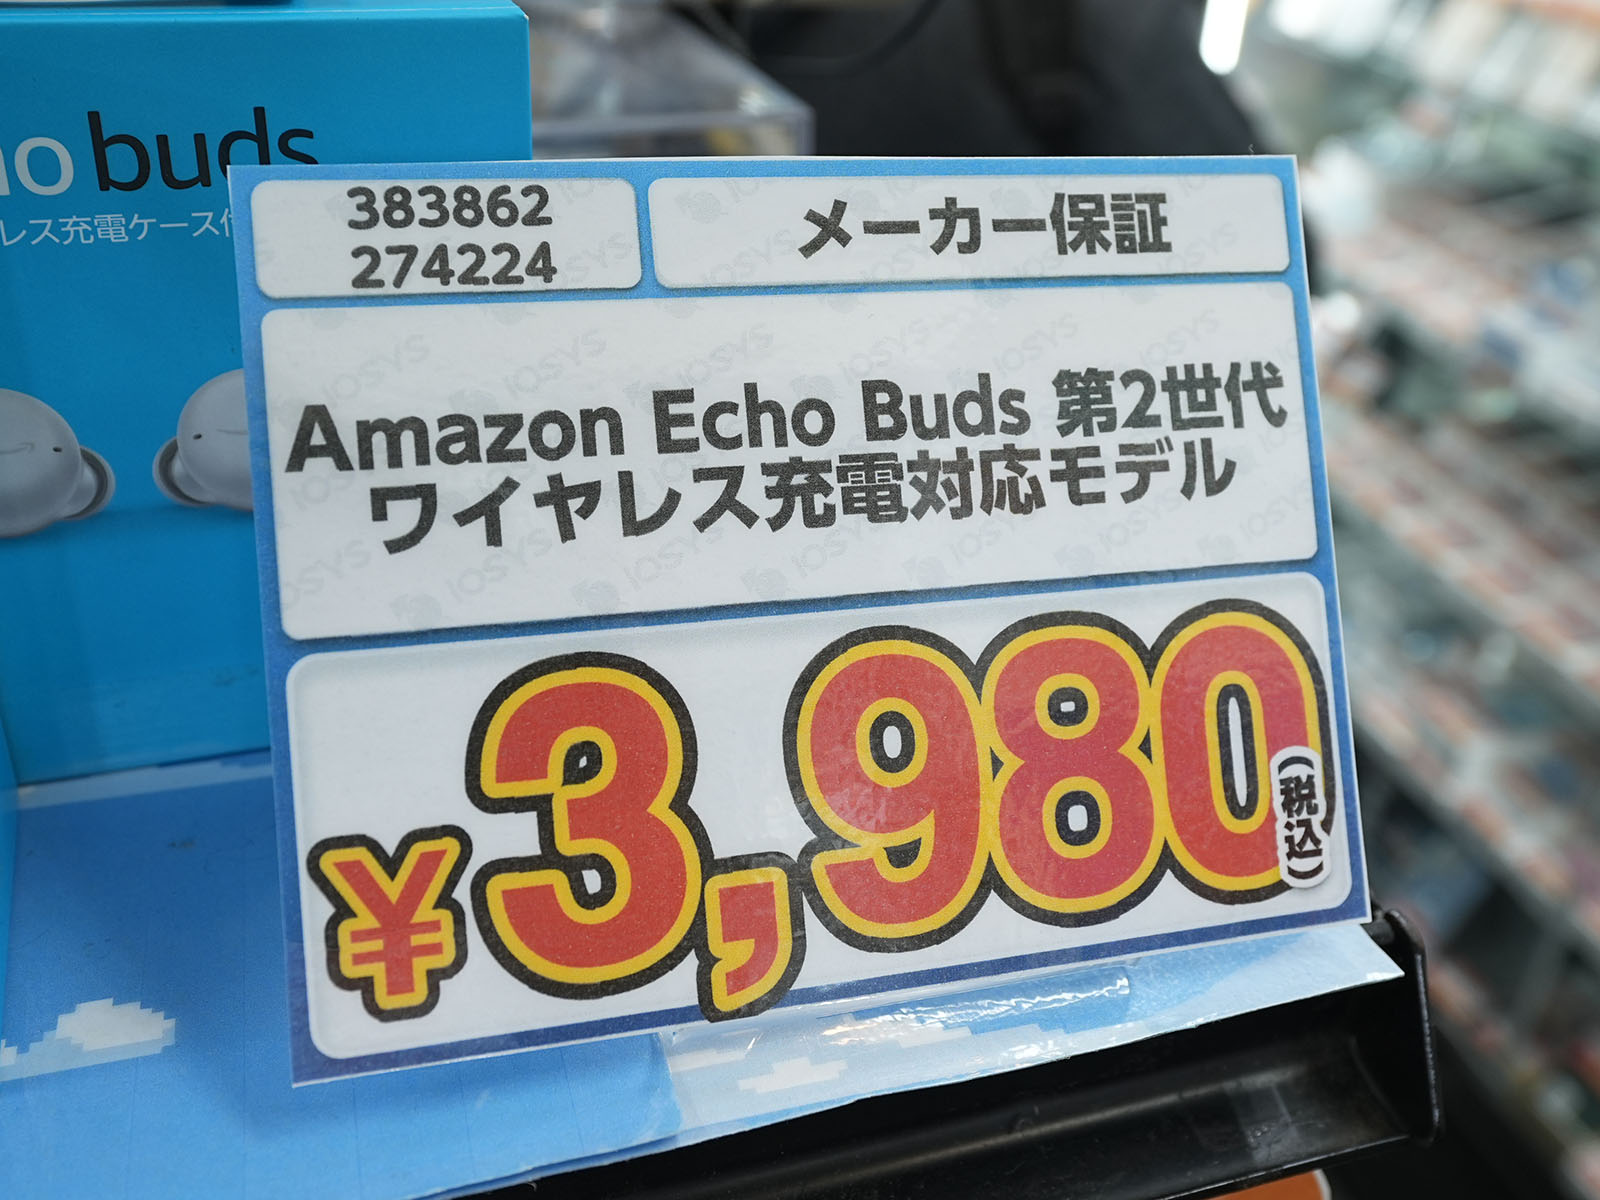 echo buds
レス充電ケース
383862
274224
メーカー保証
Amazon Echo Buds 第2世代
ワイヤレス充電対応モデル
¥3,980
(税込)
IOSYS